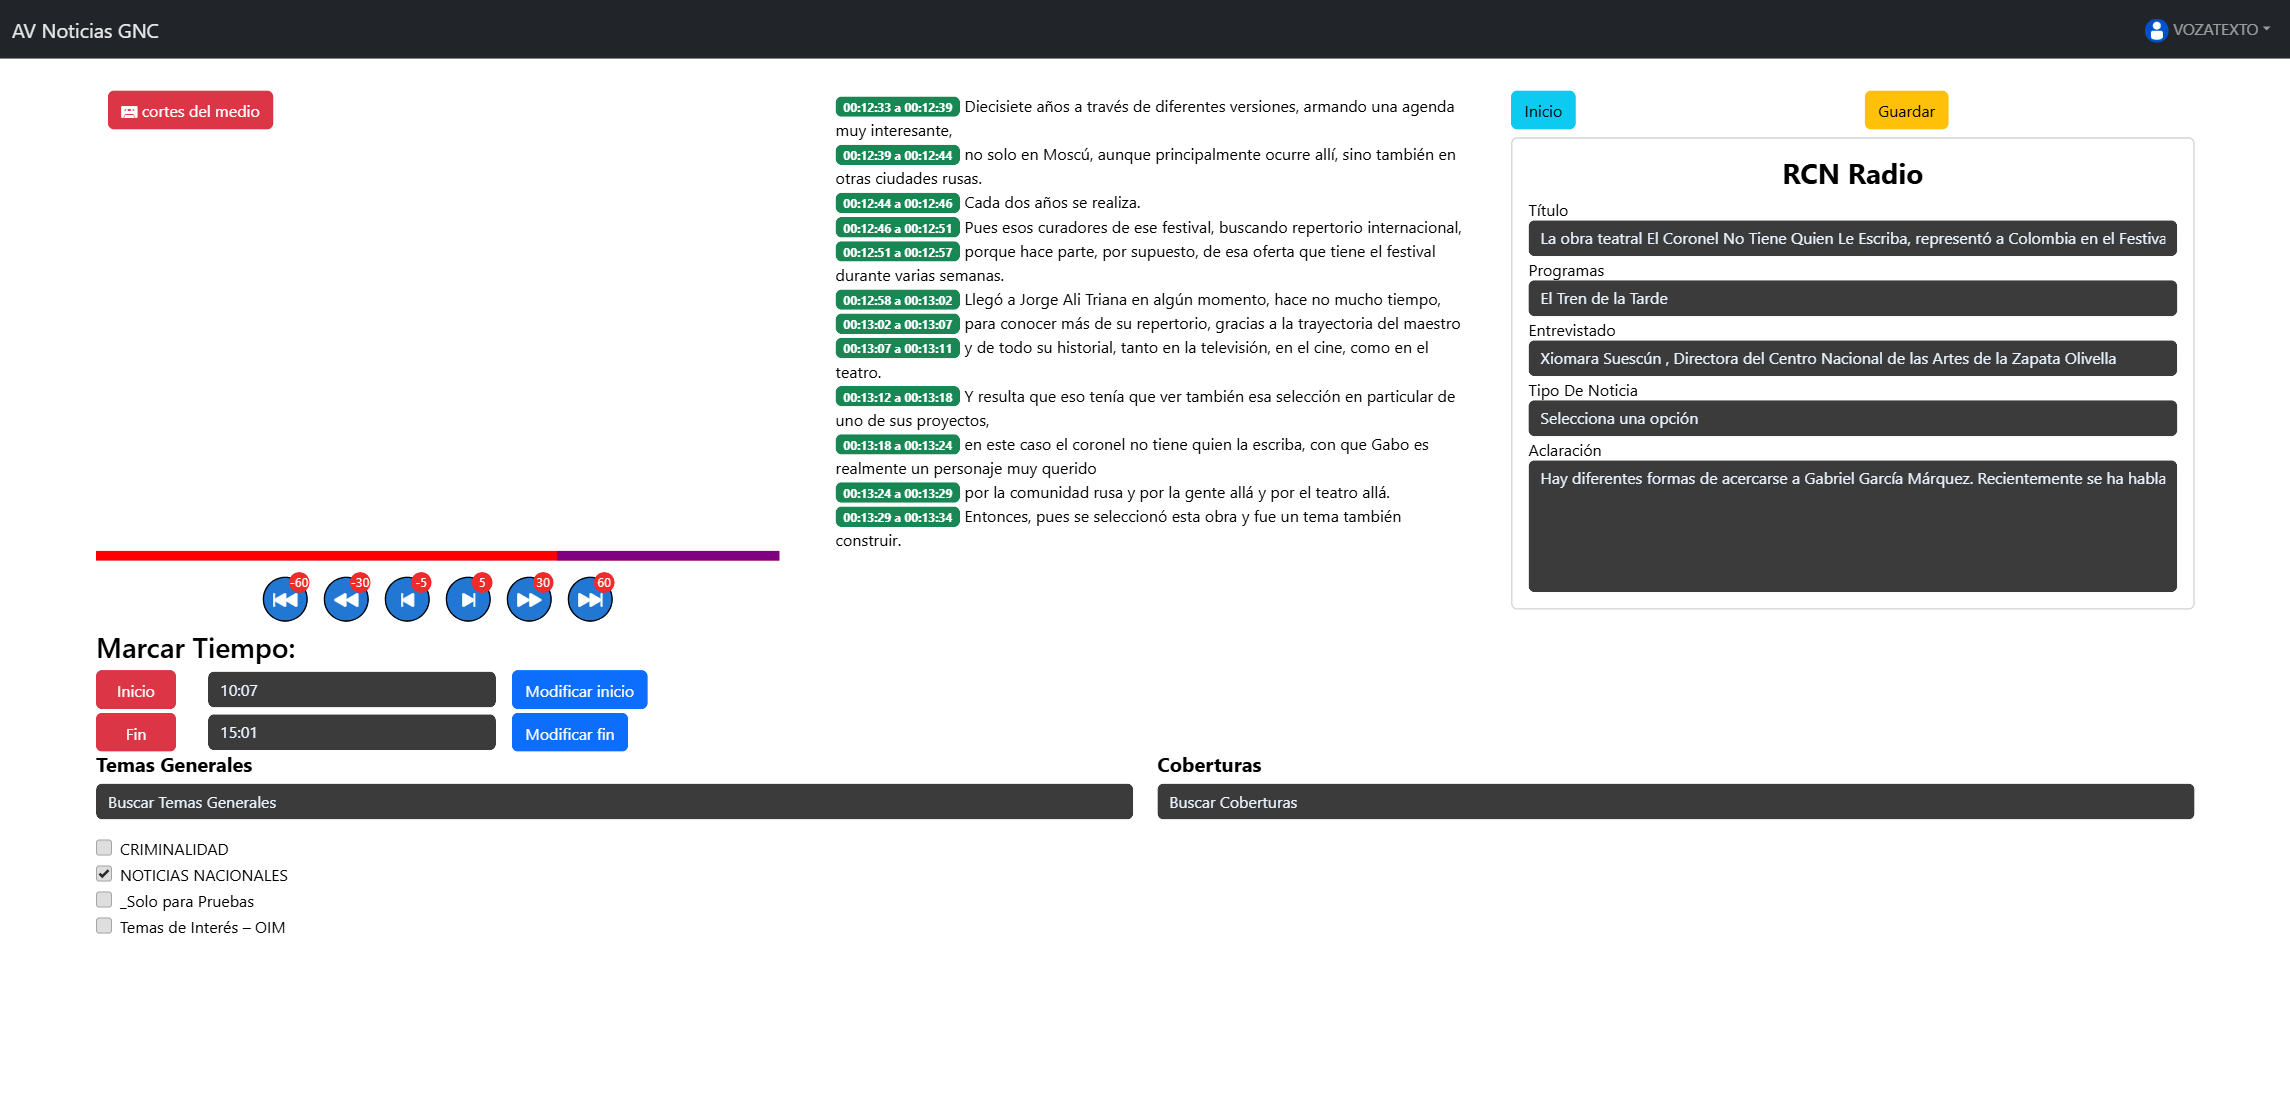 AV Noticias GNC
VOZATEXTO
cortes del medio
-60
-30
-5
5
30
60
Marcar Tiempo:
Inicio 10:07 Modificar inicio
Fin 15:01 Modificar fin
00:12:33 a 00:12:39 Diecisiete años a través de diferentes versiones, armando una agenda
muy interesante,
00:12:39 a 00:12:44 no solo en Moscú, aunque principalmente ocurre allí, sino también en
otras ciudades rusas.
00:12:44 a 00:12:46 Cada dos años se realiza.
00:12:46 a 00:12:51 Pues esos curadores de ese festival, buscando repertorio internacional,
00:12:51 a 00:12:57 porque hace parte, por supuesto, de esa oferta que tiene el festival
durante varias semanas.
00:12:58 a 00:13:02 Llegó a Jorge Ali Triana en algún momento, hace no mucho tiempo,
00:13:02 a 00:13:07 para conocer más de su repertorio, gracias a la trayectoria del maestro
00:13:07 a 00:13:11 y de todo su historial, tanto en la televisión, en el cine, como en el
teatro.
00:13:12 a 00:13:18 Y resulta que eso tenía que ver también esa selección en particular de
uno de sus proyectos,
00:13:18 a 00:13:24 en este caso el coronel no tiene quien la escriba, con que Gabo es
realmente un personaje muy querido
00:13:24 a 00:13:29 por la comunidad rusa y por la gente allá y por el teatro allá.
00:13:29 a 00:13:34 Entonces, pues se seleccionó esta obra y fue un tema también
construir.
Inicio
Guardar
RCN Radio
Título
La obra teatral El Coronel No Tiene Quien Le Escriba, representó a Colombia en el Festiva
Programas
El Tren de la Tarde
Entrevistado
Xiomara Suescún , Directora del Centro Nacional de las Artes de la Zapata Olivella
Tipo De Noticia
Selecciona una opción
Aclaración
Hay diferentes formas de acercarse a Gabriel García Márquez. Recientemente se ha habla
Temas Generales
Buscar Temas Generales
CRIMINALIDAD
NOTICIAS NACIONALES
_Solo para Pruebas
Temas de Interés – OIM
Coberturas
Buscar Coberturas